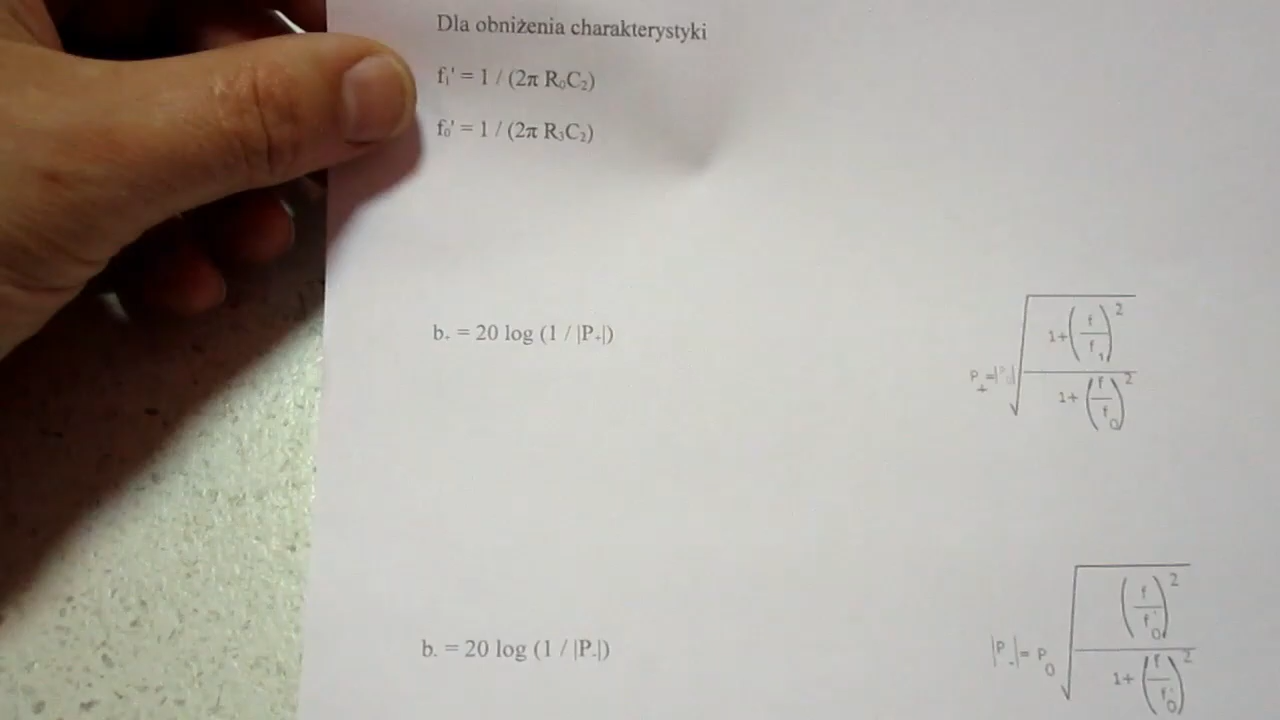 Dla obniżenia charakterystyki
f₁' = 1 / (2π R₀C₂)
f₀' = 1 / (2π R₃C₂)
b₊ = 20 log (1 / |P₊|)
1+(f/f₁)²
1+(f/f₀)²
b₋ = 20 log (1 / |P₋|)
|P₋| = P₀ √ (f/f₀')² / 1+(f/f₀')²